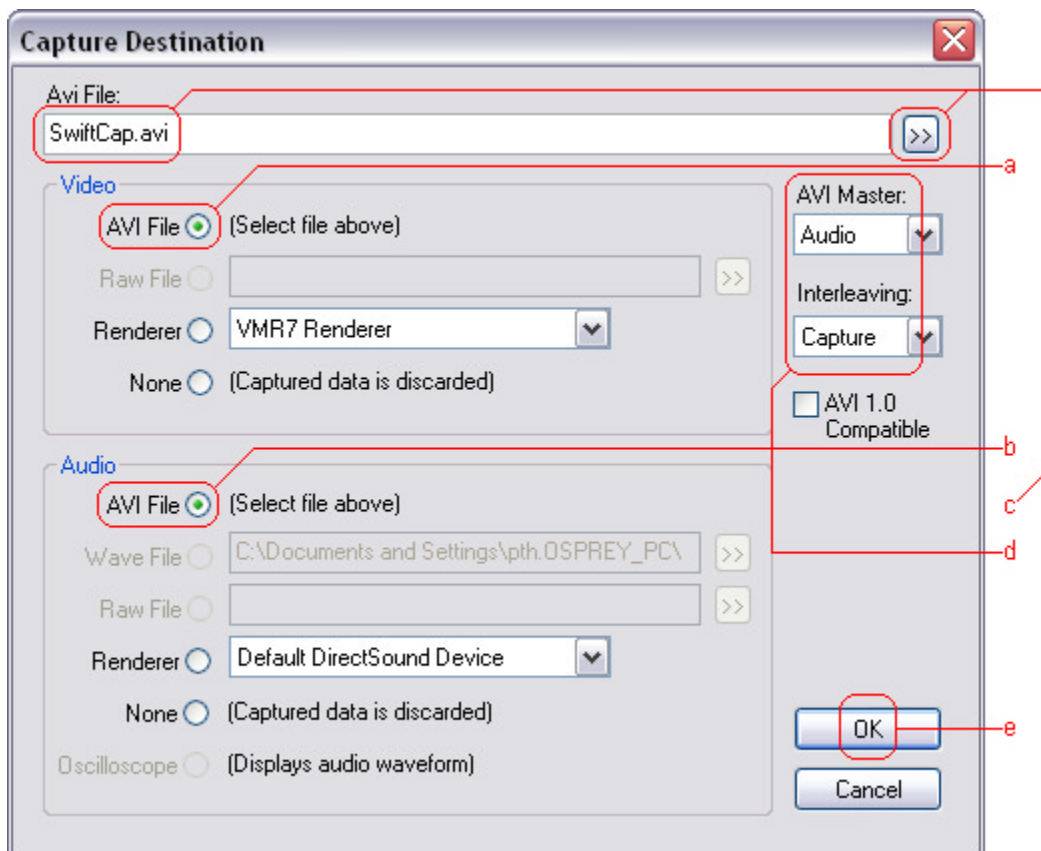 Capture Destination
Avi File:
SwiftCap.avi >>
a
Video
AVI File (Select file above)
Raw File >>
Renderer VMR7 Renderer
None (Captured data is discarded)
AVI Master:
Audio
Interleaving:
Capture
AVI 1.0
Compatible
b
c
d
Audio
AVI File (Select file above)
Wave File C:\Documents and Settings\pth.OSPREY_PC\ >>
Raw File >>
Renderer Default DirectSound Device
None (Captured data is discarded)
Oscilloscope (Displays audio waveform)
OK
e
Cancel